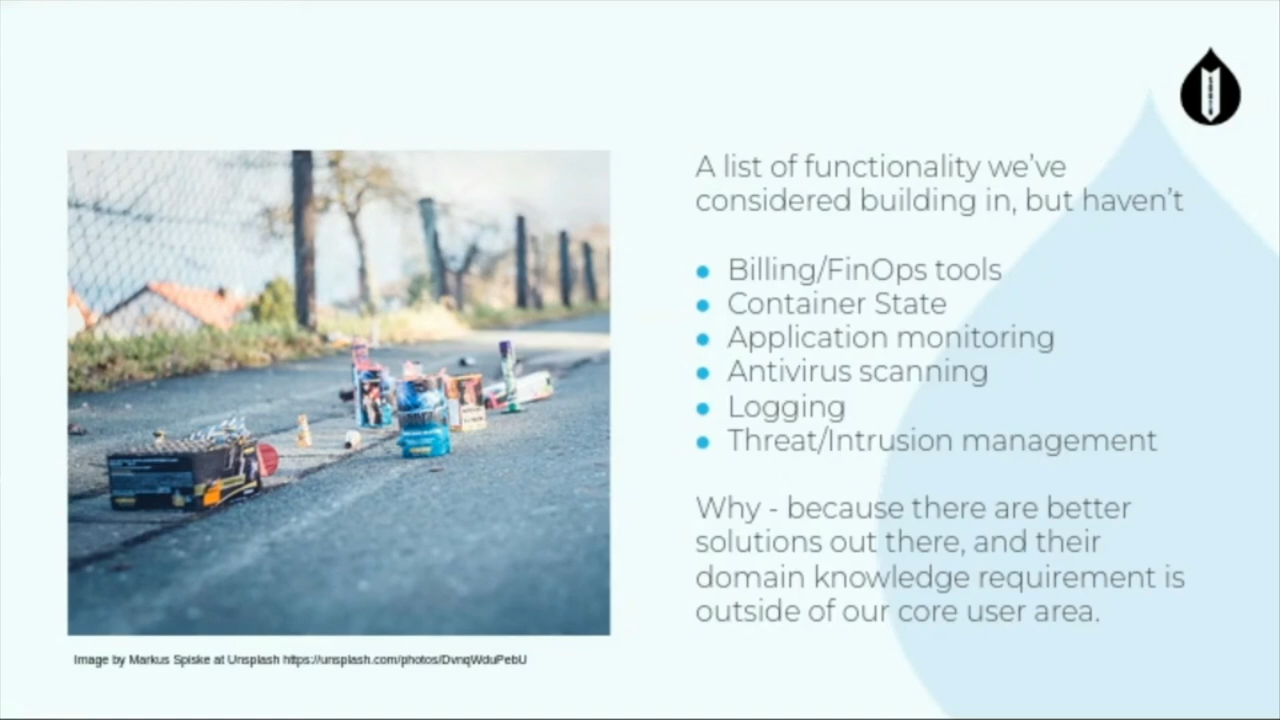 A list of functionality we've
considered building in, but haven't
Billing/FinOps tools
Container State
Application monitoring
Antivirus scanning
Logging
Threat/Intrusion management
Why - because there are better
solutions out there, and their
domain knowledge requirement is
outside of our core user area.
Image by Markus Spiske at Unsplash https://unsplash.com/photos/DvnqWduPebU